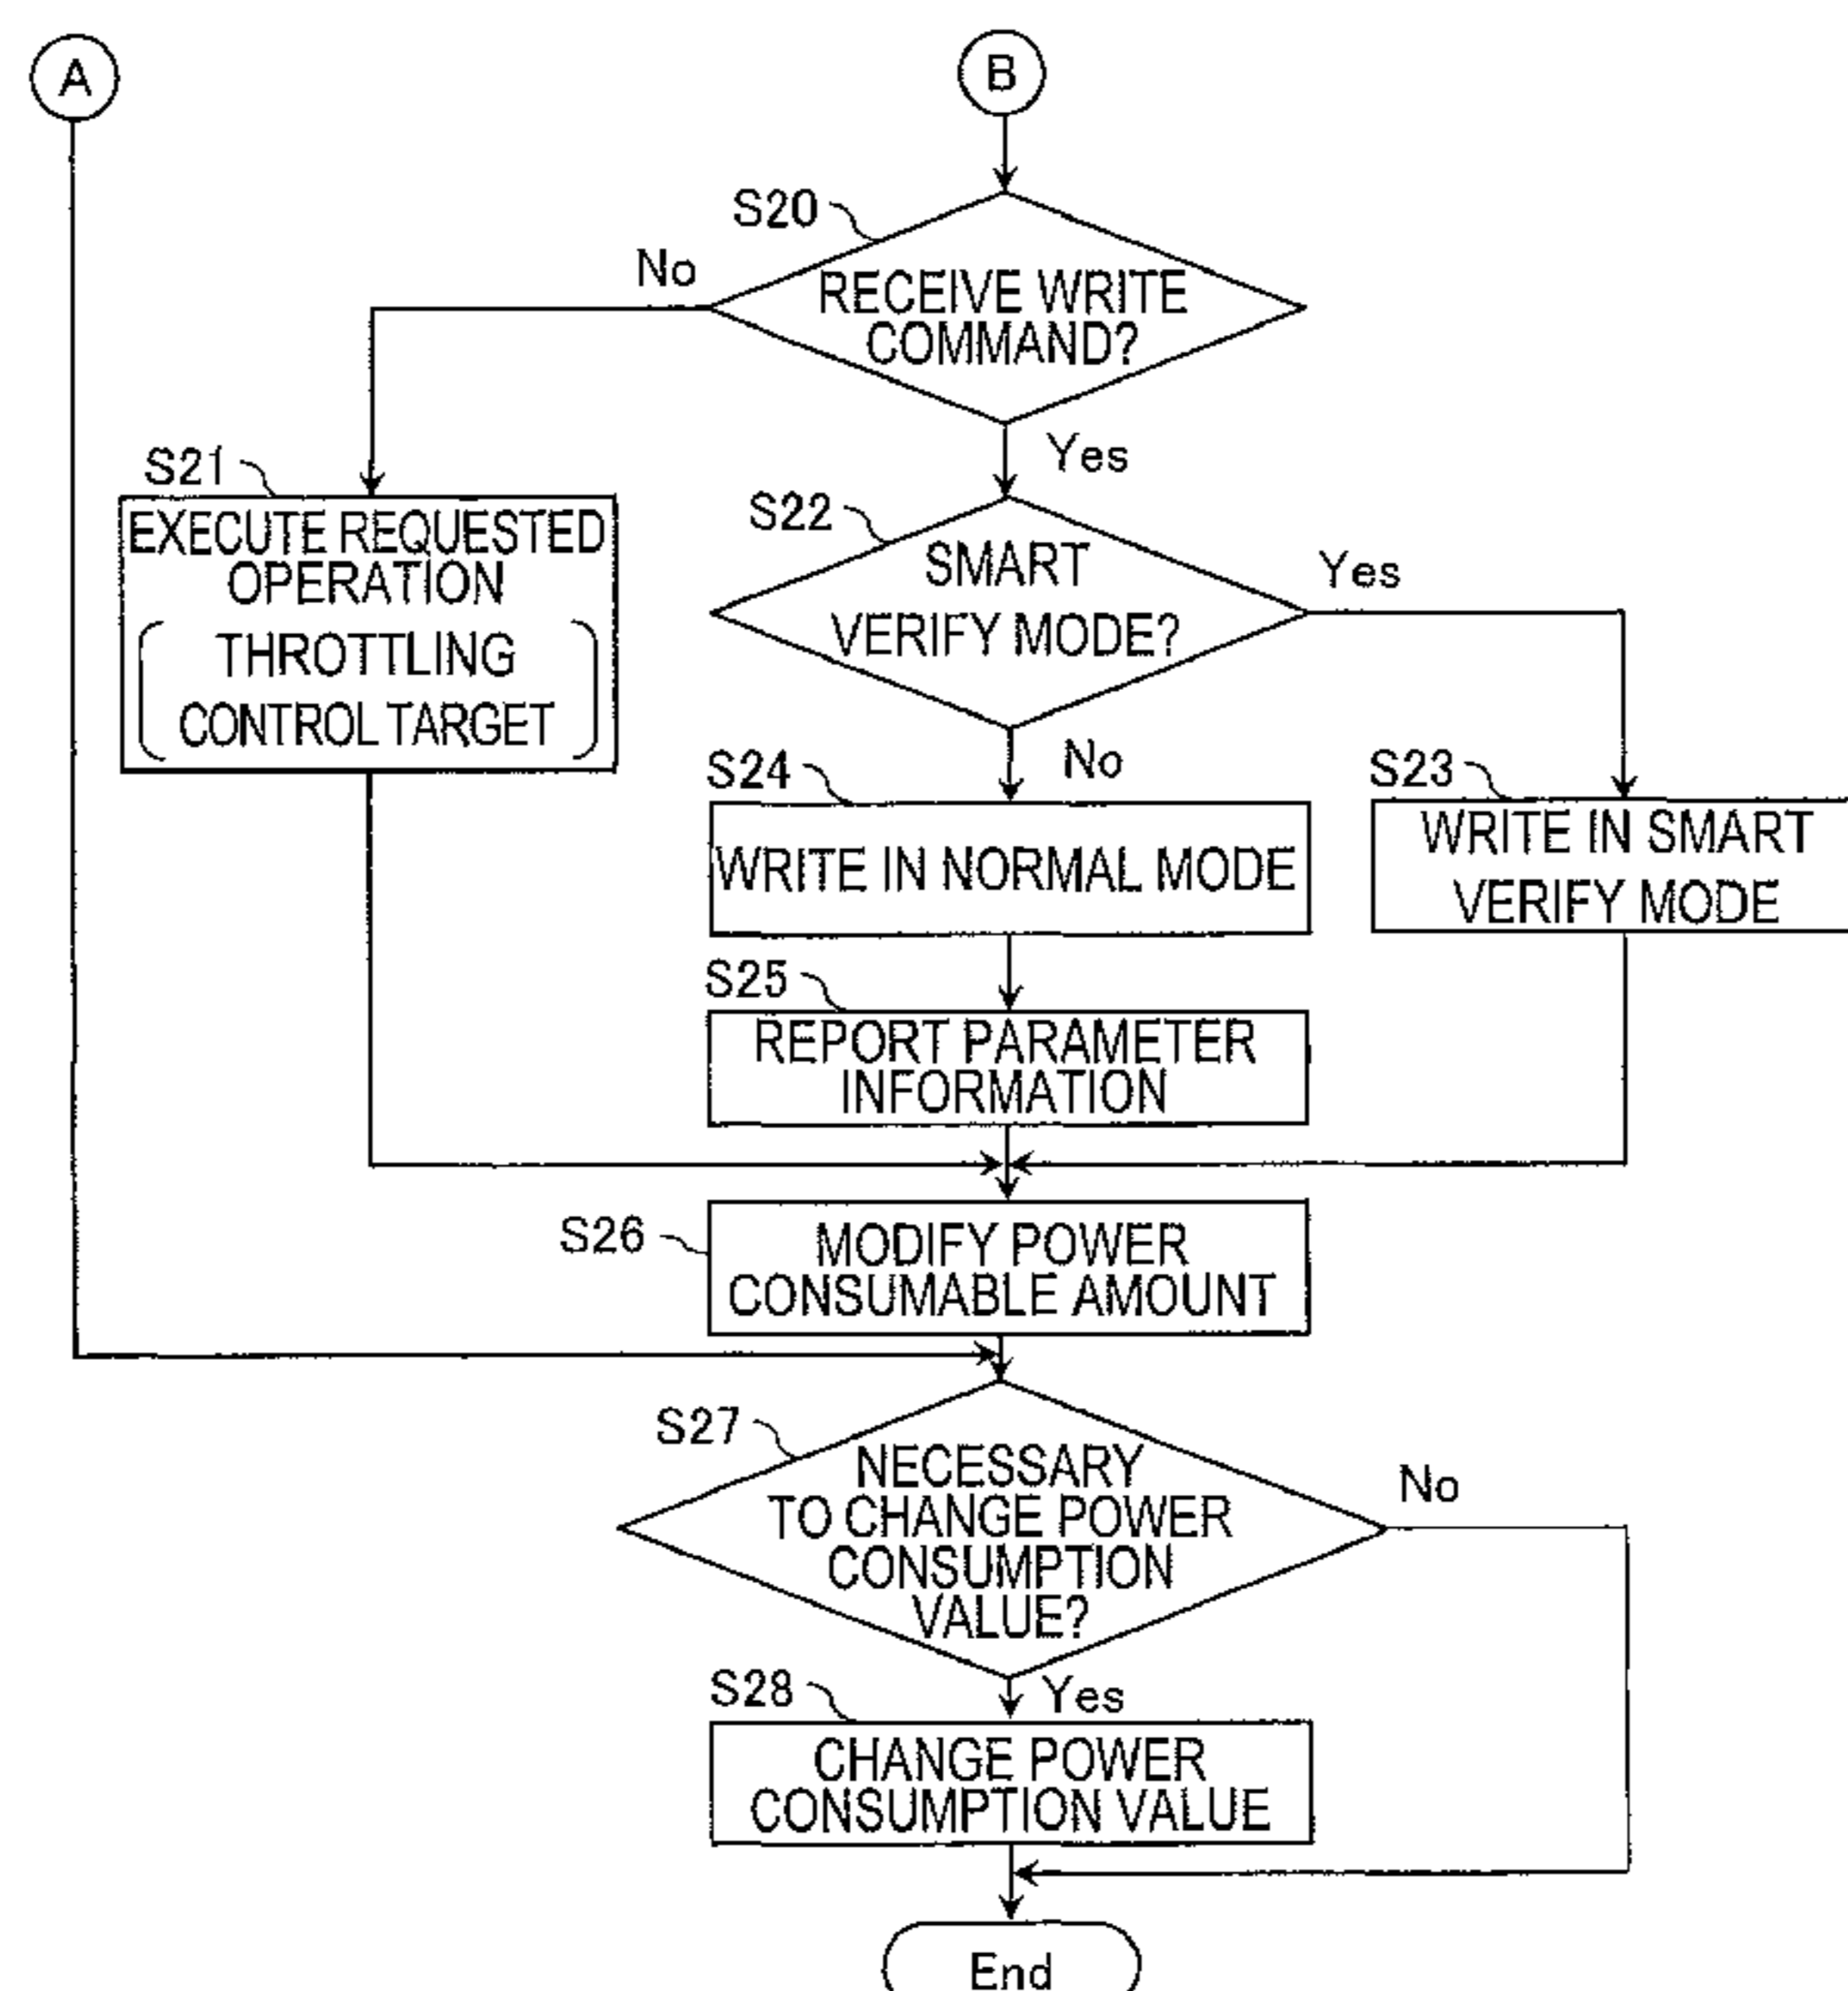 A
B
S20
No
RECEIVE WRITE
COMMAND?
Yes
S21
EXECUTE REQUESTED
OPERATION
THROTTLING
CONTROL TARGET
S22
SMART
VERIFY MODE?
Yes
No
S24
WRITE IN NORMAL MODE
S23
WRITE IN SMART
VERIFY MODE
S25
REPORT PARAMETER
INFORMATION
S26
MODIFY POWER
CONSUMABLE AMOUNT
S27
NECESSARY
TO CHANGE POWER
CONSUMPTION
VALUE?
No
Yes
S28
CHANGE POWER
CONSUMPTION VALUE
End